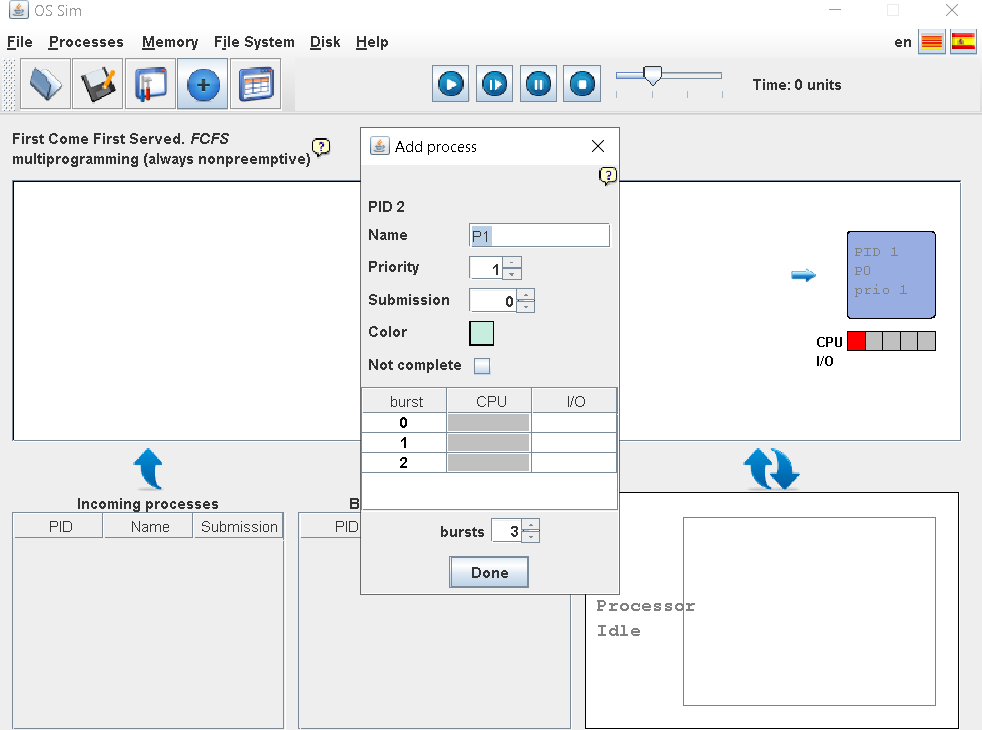 OS Sim
File Processes Memory File System Disk Help en
Time: 0 units
First Come First Served. FCFS
multiprogramming (always nonpreemptive) ?
Add process
?
PID 2
Name P1
Priority 1
Submission 0
Color
Not complete
burst CPU I/O
0
1
2
bursts 3
Done
PID 1
P0
prio 1
CPU
I/O
Incoming processes
PID Name Submission
B
PID
Processor
Idle